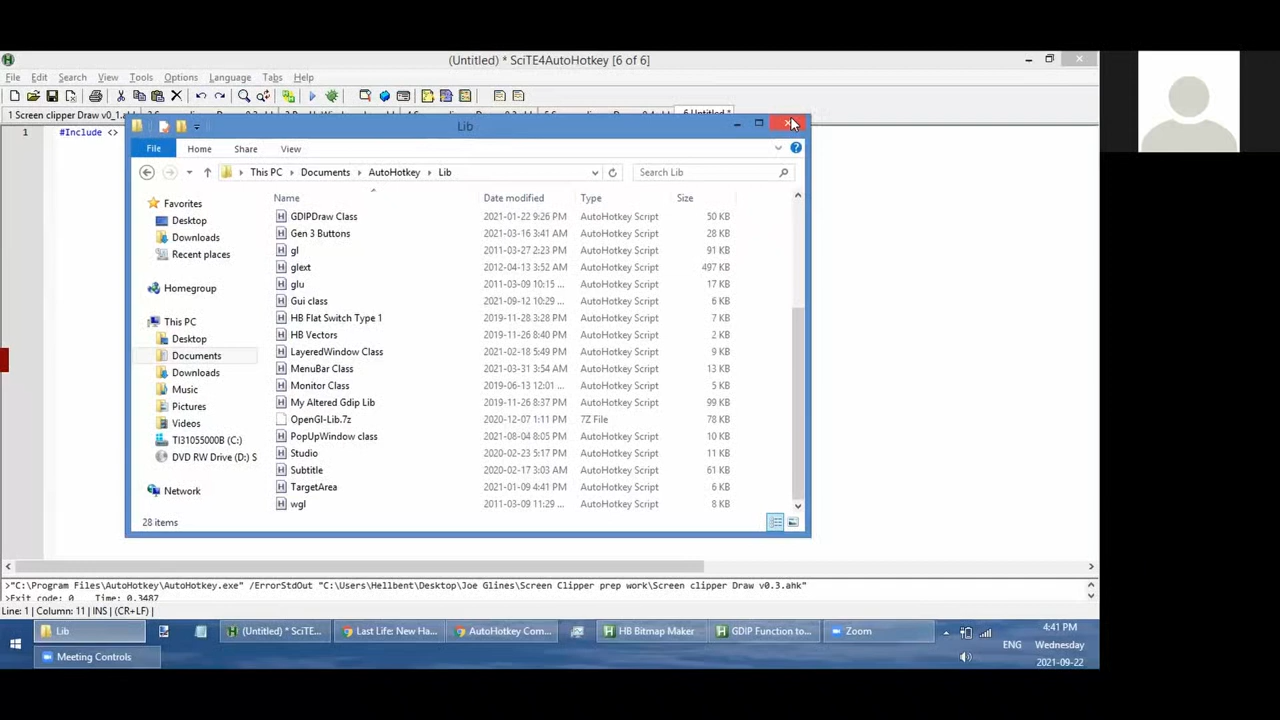 (Untitled) * SciTE4AutoHotkey [6 of 6]
File Edit Search View Tools Options Language Tabs Help
1 Screen clipper Draw v0_1.a
6 Untitled *
1 #Include <>
Lib
File Home Share View
This PC Documents AutoHotkey Lib Search Lib
Name Date modified Type Size
Favorites
Desktop
Downloads
Recent places
Homegroup
This PC
Desktop
Documents
Downloads
Music
Pictures
Videos
TI31055000B (C:)
DVD RW Drive (D:) S
Network
GDIPDraw Class 2021-01-22 9:26 PM AutoHotkey Script 50 KB
Gen 3 Buttons 2021-03-16 3:41 AM AutoHotkey Script 28 KB
gl 2011-03-27 2:23 PM AutoHotkey Script 91 KB
glext 2012-04-13 3:52 AM AutoHotkey Script 497 KB
glu 2011-03-09 10:15 ... AutoHotkey Script 17 KB
Gui class 2021-09-12 10:29 ... AutoHotkey Script 6 KB
HB Flat Switch Type 1 2019-11-28 3:28 PM AutoHotkey Script 7 KB
HB Vectors 2019-11-26 8:40 PM AutoHotkey Script 2 KB
LayeredWindow Class 2021-02-18 5:49 PM AutoHotkey Script 9 KB
MenuBar Class 2021-03-31 3:54 AM AutoHotkey Script 13 KB
Monitor Class 2019-06-13 12:01 ... AutoHotkey Script 5 KB
My Altered Gdip Lib 2019-11-26 8:37 PM AutoHotkey Script 99 KB
OpenGl-Lib.7z 2020-12-07 1:11 PM 7Z File 78 KB
PopUpWindow class 2021-08-04 8:05 PM AutoHotkey Script 10 KB
Studio 2020-02-23 5:17 PM AutoHotkey Script 11 KB
Subtitle 2020-02-17 3:03 AM AutoHotkey Script 61 KB
TargetArea 2021-01-09 4:41 PM AutoHotkey Script 6 KB
wgl 2011-03-09 11:29 ... AutoHotkey Script 8 KB
28 items
>"C:\Program Files\AutoHotkey\AutoHotkey.exe" /ErrorStdOut "C:\Users\Hellbent\Desktop\Joe Glines\Screen Clipper prep work\Screen clipper Draw v0.3.ahk"
>Exit code: 0 Time: 0.3487
Line: 1 | Column: 11 | INS | (CR+LF) |
Lib (Untitled) * SciTE... Last Life: New Ha... AutoHotkey Com... HB Bitmap Maker GDIP Function to... Zoom
Meeting Controls
ENG
4:41 PM
Wednesday
2021-09-22